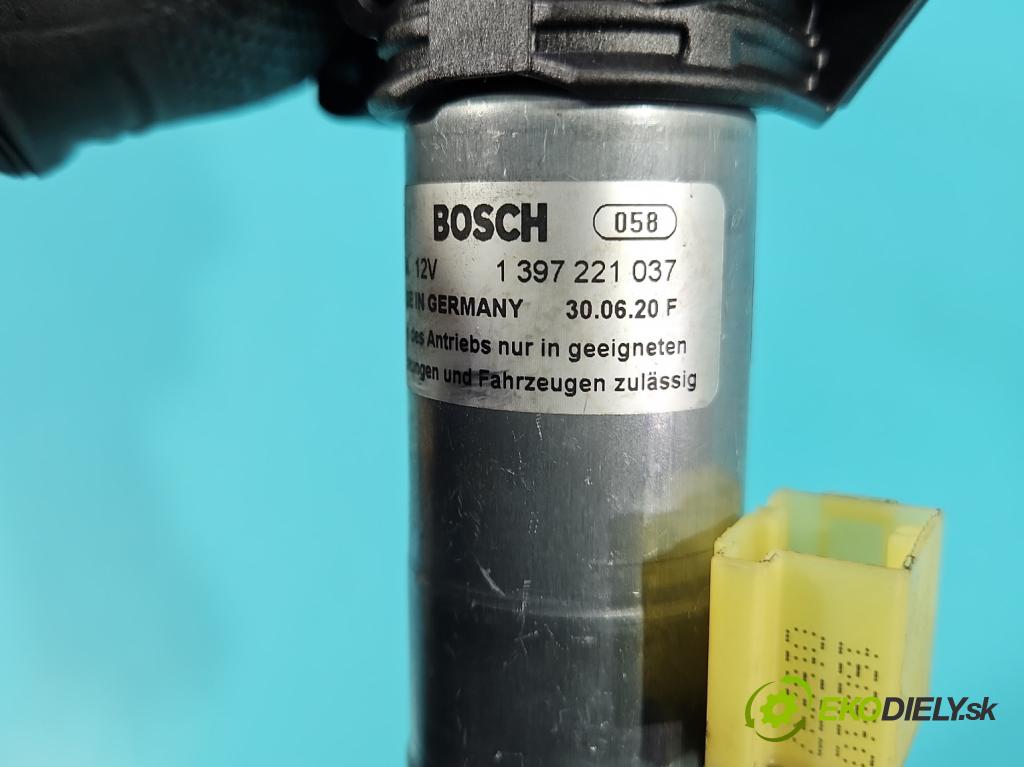 BOSCH 058
12V 1 397 221 037
IN GERMANY 30.06.20 F
des Antriebs nur in geeigneten
und Fahrzeugen zulässig
EKODIELY.sk